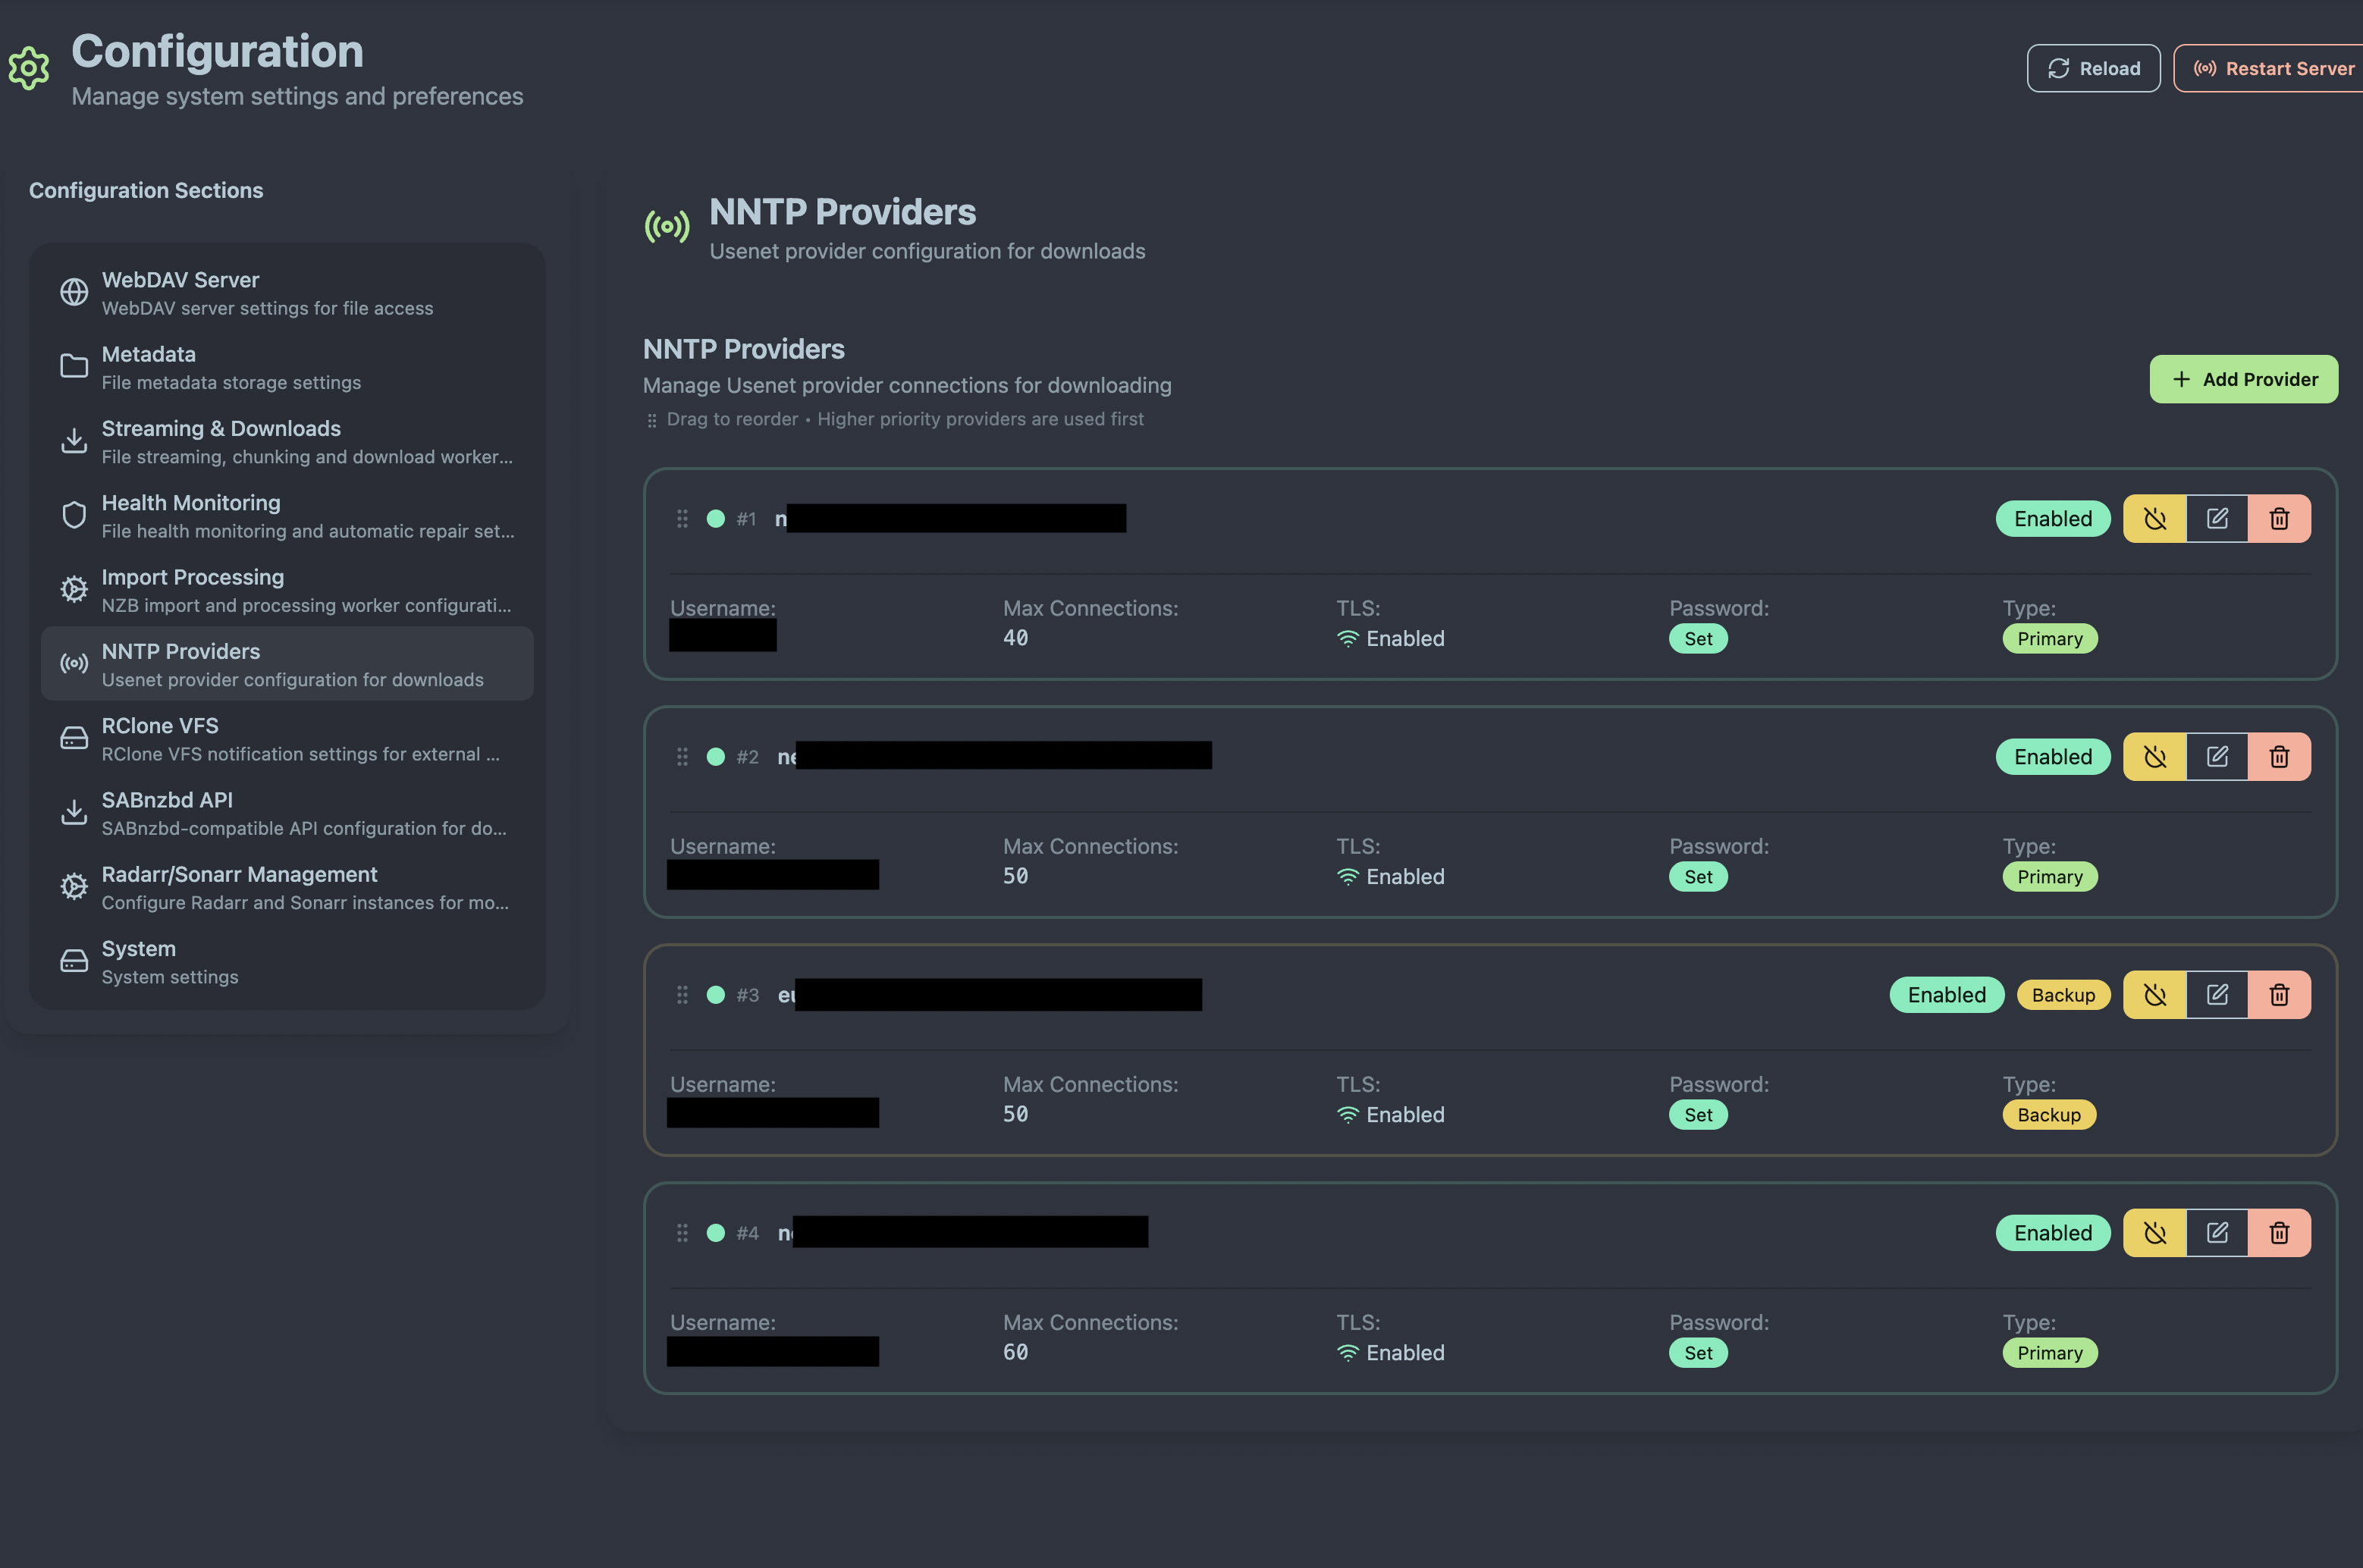 Configuration
Manage system settings and preferences
Reload
Restart Server
Configuration Sections
WebDAV Server
WebDAV server settings for file access
Metadata
File metadata storage settings
Streaming & Downloads
File streaming, chunking and download worker...
Health Monitoring
File health monitoring and automatic repair set...
Import Processing
NZB import and processing worker configurati...
NNTP Providers
Usenet provider configuration for downloads
RClone VFS
RClone VFS notification settings for external ...
SABnzbd API
SABnzbd-compatible API configuration for do...
Radarr/Sonarr Management
Configure Radarr and Sonarr instances for mo...
System
System settings
NNTP Providers
Usenet provider configuration for downloads
NNTP Providers
Manage Usenet provider connections for downloading
Drag to reorder • Higher priority providers are used first
Add Provider
#1 n
Enabled
Username: Max Connections: TLS: Password: Type:
40 Enabled Set Primary
#2 ne
Enabled
Username: Max Connections: TLS: Password: Type:
50 Enabled Set Primary
#3 eu
Enabled Backup
Username: Max Connections: TLS: Password: Type:
50 Enabled Set Backup
#4 ne
Enabled
Username: Max Connections: TLS: Password: Type:
60 Enabled Set Primary